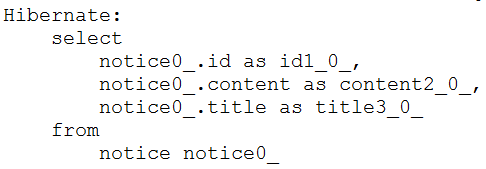 Hibernate:
    select
        notice0_.id as id1_0_,
        notice0_.content as content2_0_,
        notice0_.title as title3_0_
    from
        notice notice0_